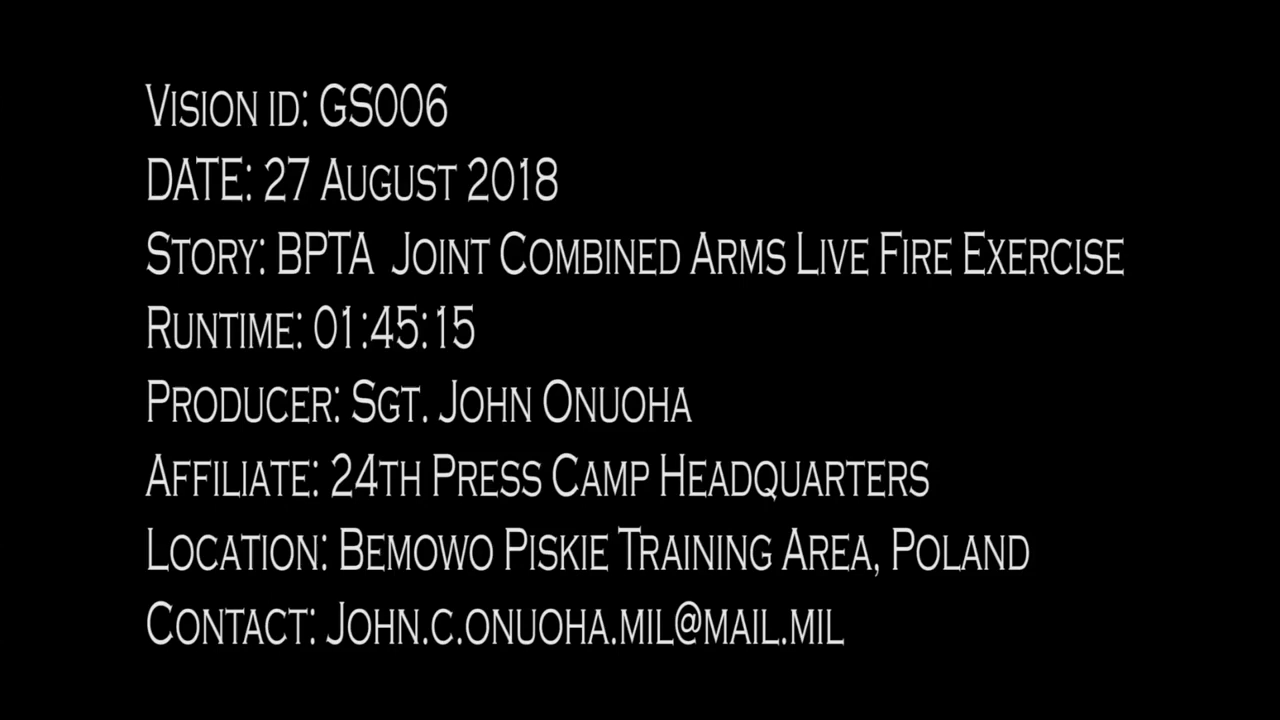 Vision id: GS006
DATE: 27 August 2018
Story: BPTA  Joint Combined Arms Live Fire Exercise
Runtime: 01:45:15
Producer: Sgt. John Onuoha
Affiliate: 24th Press Camp Headquarters
Location: Bemowo Piskie Training Area, Poland
Contact: John.c.onuoha.mil@mail.mil